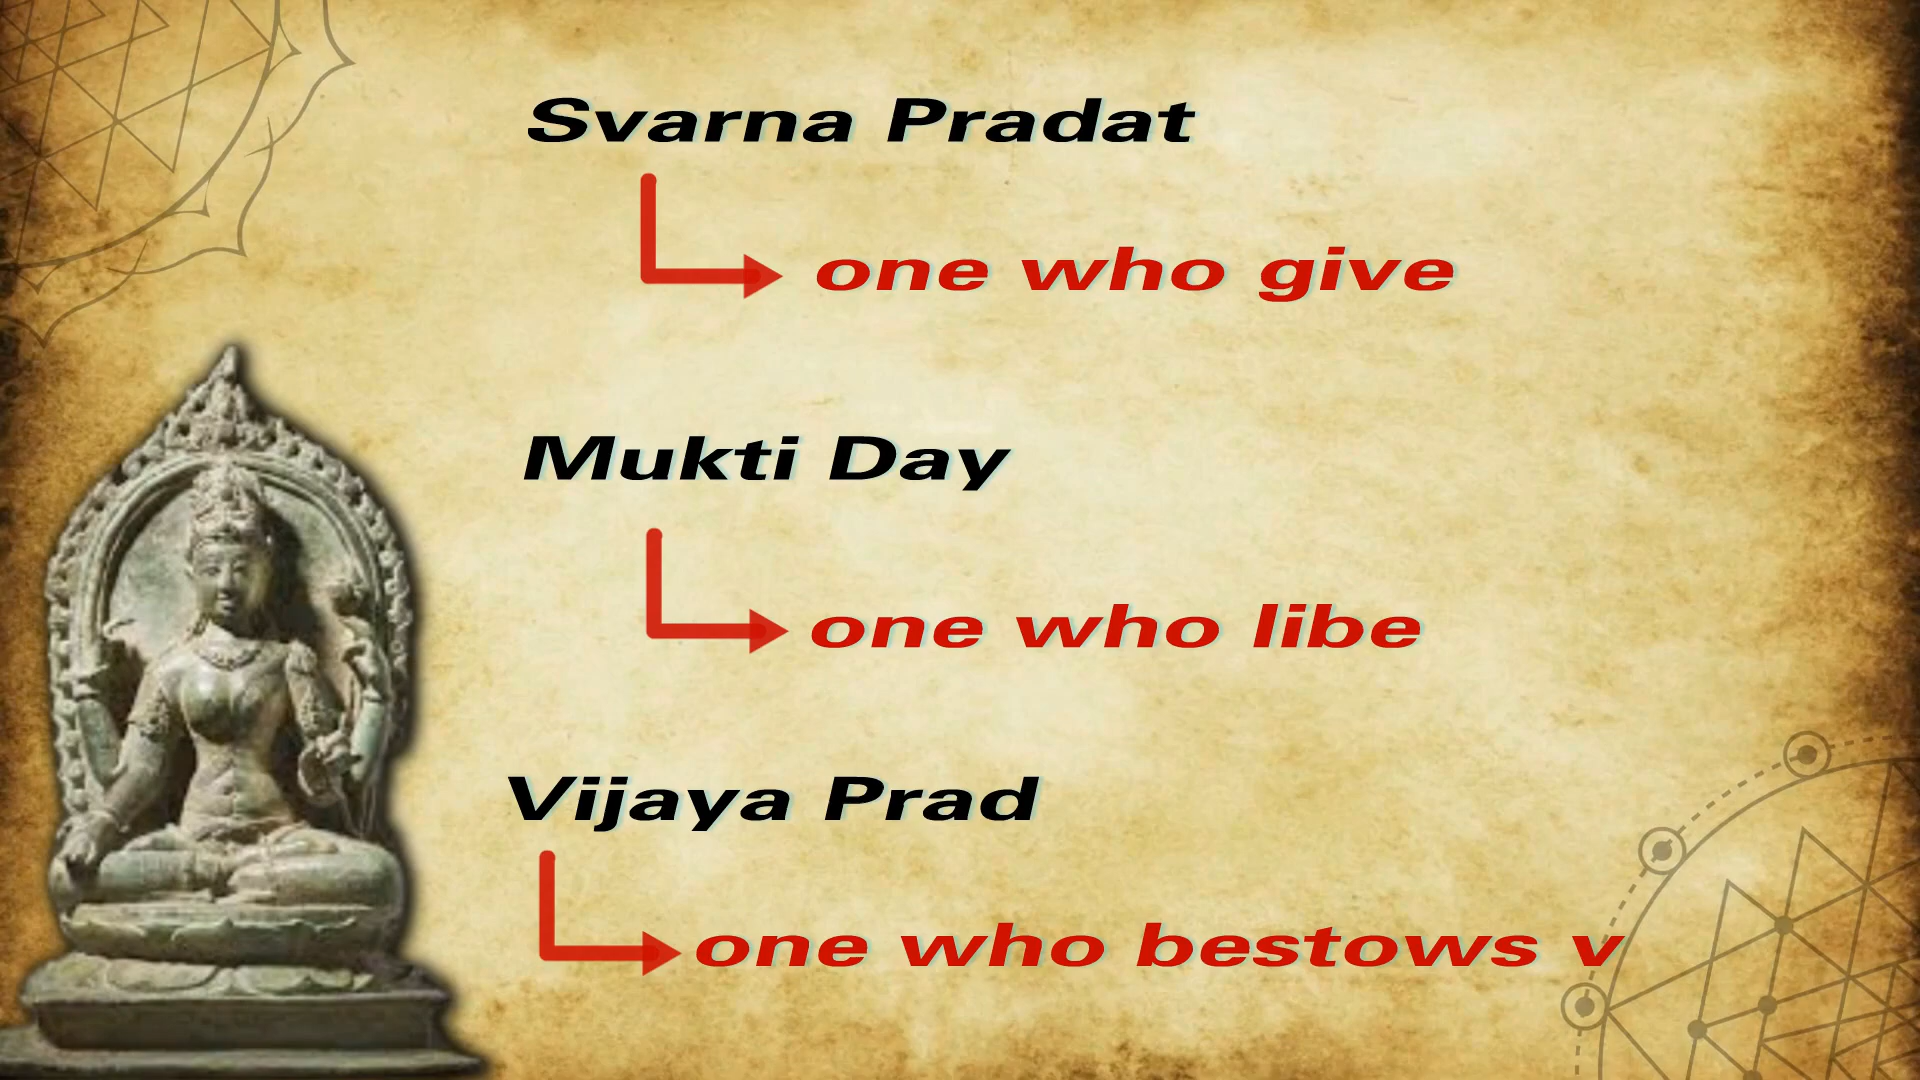 Svarna Pradat
one who give
Mukti Day
one who libe
Vijaya Prad
one who bestows v